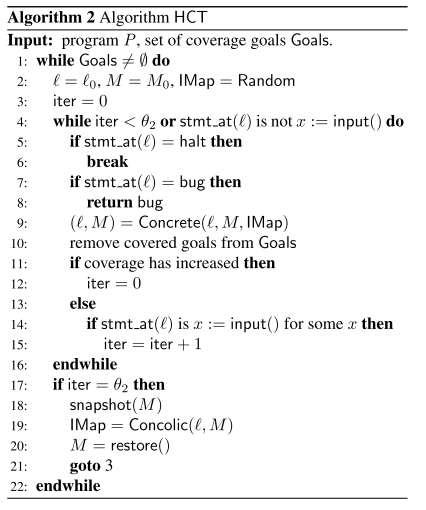 Algorithm 2 Algorithm HCT
Input: program P, set of coverage goals Goals.
1: while Goals ≠ ∅ do
2: ℓ = ℓ₀, M = M₀, IMap = Random
3: iter = 0
4: while iter < θ₂ or stmt_at(ℓ) is not x := input() do
5: if stmt_at(ℓ) = halt then
6: break
7: if stmt_at(ℓ) = bug then
8: return bug
9: (ℓ, M) = Concrete(ℓ, M, IMap)
10: remove covered goals from Goals
11: if coverage has increased then
12: iter = 0
13: else
14: if stmt_at(ℓ) is x := input() for some x then
15: iter = iter + 1
16: endwhile
17: if iter = θ₂ then
18: snapshot(M)
19: IMap = Concolic(ℓ, M)
20: M = restore()
21: goto 3
22: endwhile